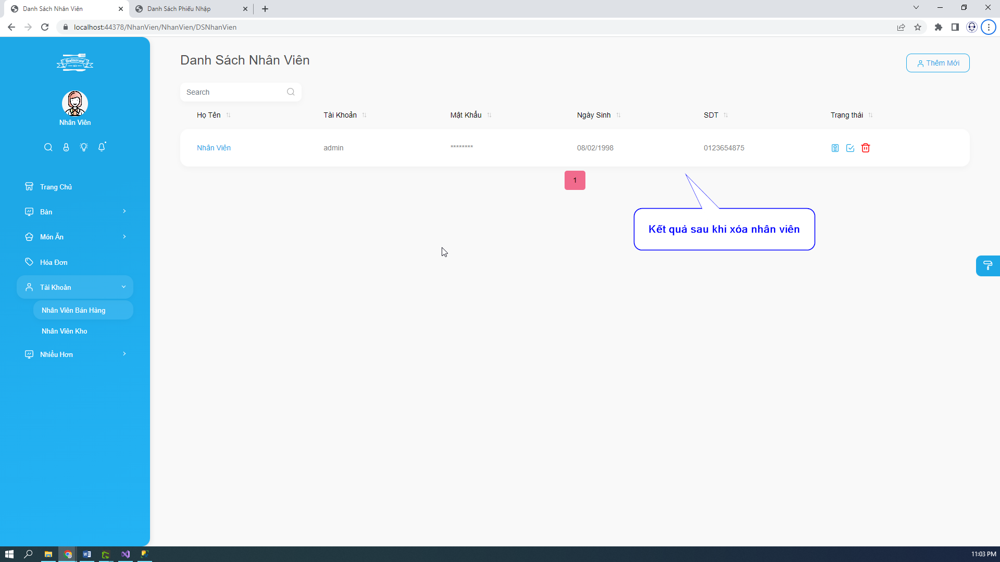 Danh Sách Nhân Viên
Danh Sách Phiếu Nhập
localhost:44378/NhanVien/NhanVien/DSNhanVien
Restaurant
Nhân Viên
Trang Chủ
Bàn
Món Ăn
Hóa Đơn
Tài Khoản
Nhân Viên Bán Hàng
Nhân Viên Kho
Nhiều Hơn
Danh Sách Nhân Viên
Thêm Mới
Search
Họ Tên
Tài Khoản
Mật Khẩu
Ngày Sinh
SDT
Trạng thái
Nhân Viên
admin
********
08/02/1998
0123654875
1
Kết quả sau khi xóa nhân viên
11:03 PM